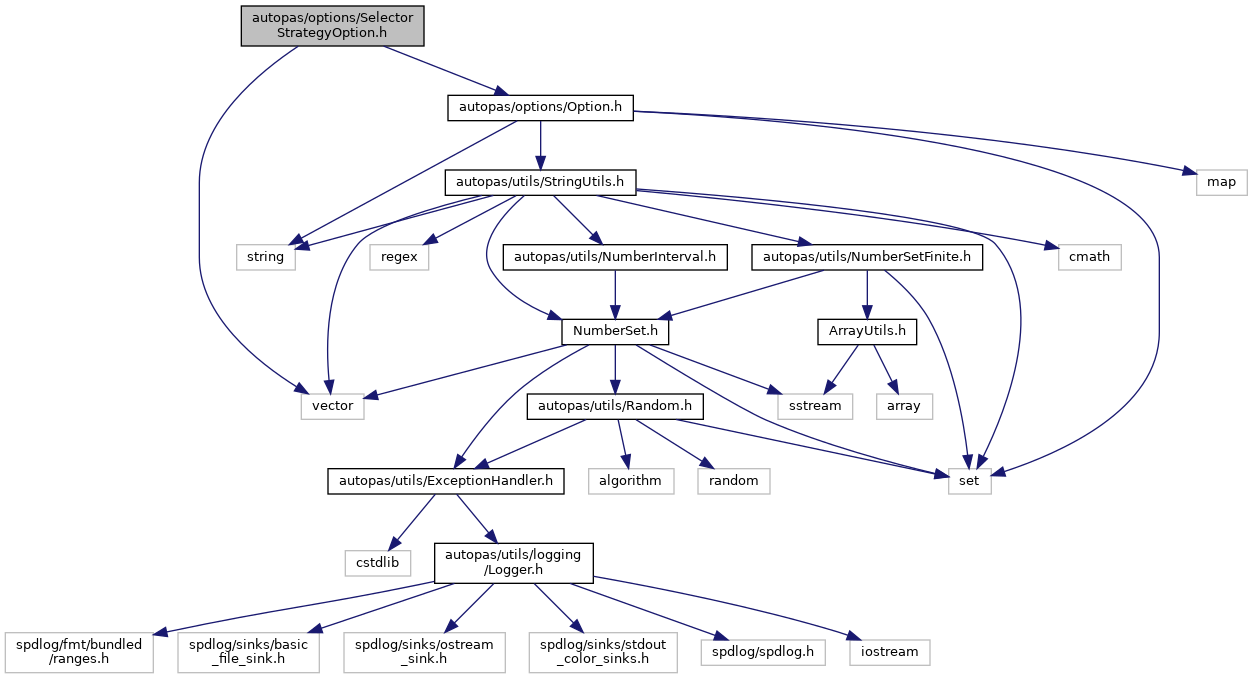 autopas/options/Selector
StrategyOption.h
autopas/options/Option.h
autopas/utils/StringUtils.h
map
string
regex
autopas/utils/NumberInterval.h
autopas/utils/NumberSetFinite.h
cmath
NumberSet.h
ArrayUtils.h
vector
autopas/utils/Random.h
sstream
array
autopas/utils/ExceptionHandler.h
algorithm
random
set
cstdlib
autopas/utils/logging
/Logger.h
spdlog/fmt/bundled
/ranges.h
spdlog/sinks/basic
_file_sink.h
spdlog/sinks/ostream
_sink.h
spdlog/sinks/stdout
_color_sinks.h
spdlog/spdlog.h
iostream